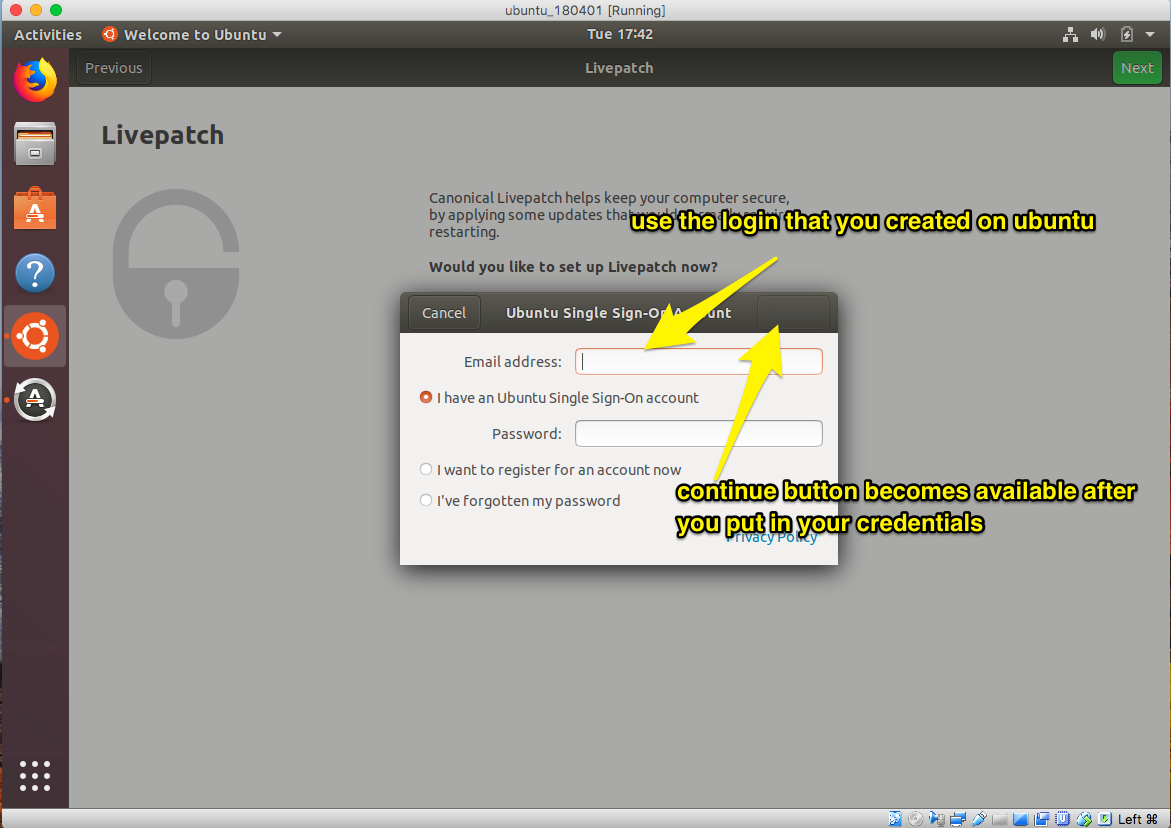 ubuntu_180401 [Running]
Activities
Welcome to Ubuntu
Tue 17:42
Previous
Livepatch
Next
Livepatch
Canonical Livepatch helps keep your computer secure,
by applying some updates that
restarting.
use the login that you created on ubuntu
Would you like to set up Livepatch now?
Cancel
Ubuntu Single Sign-On Account
Email address:
I have an Ubuntu Single Sign-On account
Password:
I want to register for an account now
I've forgotten my password
continue button becomes available after
you put in your credentials
Privacy Policy
Left ⌘